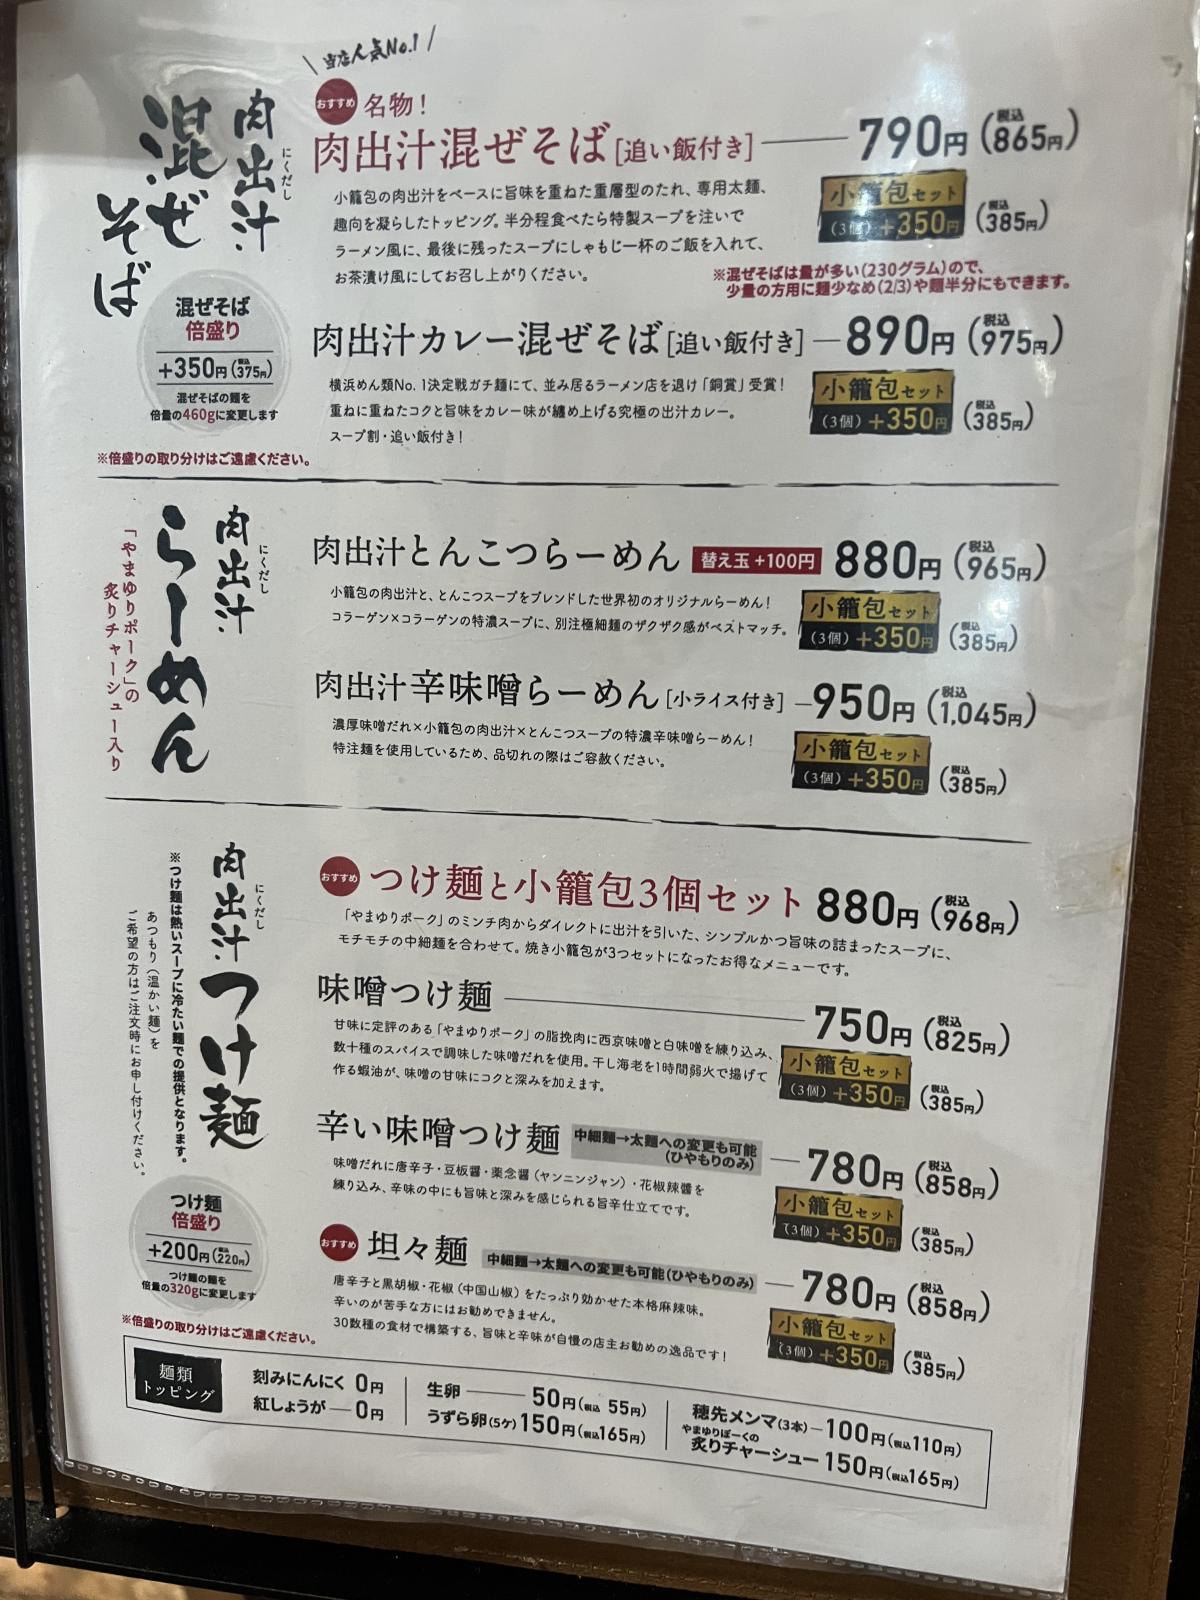 当店人気No.1
肉出汁
にくだし
混ぜそば
おすすめ 名物!
肉出汁混ぜそば[追い飯付き] 790円(税込865円)
小籠包の肉出汁をベースに旨味を重ねた重層型のたれ、専用太麺、
趣向を凝らしたトッピング。半分程食べたら特製スープを注いで
ラーメン風に、最後に残ったスープにしゃもじ一杯のご飯を入れて、
お茶漬け風にしてお召し上がりください。
小籠包セット
(3個)+350円(税込385円)
※混ぜそばは量が多い(230グラム)ので、
少量の方用に麺少なめ(2/3)や麺半分にもできます。
混ぜそば
倍盛り
+350円(税込375円)
混ぜそばの麺を
倍量の460gに変更します
※倍盛りの取り分けはご遠慮ください。
肉出汁カレー混ぜそば[追い飯付き] 890円(税込975円)
横浜めん類No.1決定戦ガチ麺にて、並み居るラーメン店を退け「銅賞」受賞!
重ねに重ねたコクと旨味をカレー味が纏め上げる究極の出汁カレー。
スープ割・追い飯付き!
小籠包セット
(3個)+350円(税込385円)
肉出汁
にくだし
らーめん
「やまゆりポーク」の
炙りチャーシュー入り
肉出汁とんこつらーめん 替え玉+100円 880円(税込965円)
小籠包の肉出汁と、とんこつスープをブレンドした世界初のオリジナルらーめん!
コラーゲン×コラーゲンの特濃スープに、別注極細麺のザクザク感がベストマッチ。
小籠包セット
(3個)+350円(税込385円)
肉出汁辛味噌らーめん[小ライス付き] 950円(税込1,045円)
濃厚味噌だれ×小籠包の肉出汁×とんこつスープの特濃辛味噌らーめん!
特注麺を使用しているため、品切れの際はご容赦ください。
小籠包セット
(3個)+350円(税込385円)
肉出汁
にくだし
つけ麺
※つけ麺は熱いスープに冷たい麺での提供となります。
あつもり(温かい麺)を
ご希望の方はご注文時にお申し付けください。
おすすめ つけ麺と小籠包3個セット 880円(税込968円)
「やまゆりポーク」のミンチ肉からダイレクトに出汁を引いた、シンプルかつ旨味の詰まったスープに、
モチモチの中細麺を合わせて。焼き小籠包が3つセットになったお得なメニューです。
味噌つけ麺 750円(税込825円)
甘味に定評のある「やまゆりポーク」の脂挽肉に西京味噌と白味噌を練り込み、
数十種のスパイスで調味した味噌だれを使用。干し海老を1時間弱火で揚げて
作る蝦油が、味噌の甘味にコクと深みを加えます。
小籠包セット
(3個)+350円(税込385円)
辛い味噌つけ麺 中細麺→太麺への変更も可能(ひやもりのみ) 780円(税込858円)
味噌だれに唐辛子・豆板醤・薬念醤(ヤンニンジャン)・花椒辣醤を
練り込み、辛味の中にも旨味と深みを感じられる旨辛仕立てです。
小籠包セット
(3個)+350円(税込385円)
つけ麺
倍盛り
+200円(税込220円)
つけ麺の麺を
倍量の320gに変更します
※倍盛りの取り分けはご遠慮ください。
おすすめ 坦々麺 中細麺→太麺への変更も可能(ひやもりのみ) 780円(税込858円)
唐辛子と黒胡椒・花椒(中国山椒)をたっぷり効かせた本格麻辣味。
辛いのが苦手な方にはお勧めできません。
30数種の食材で構築する、旨味と辛味が自慢の店主お勧めの逸品です!
小籠包セット
(3個)+350円(税込385円)
麺類
トッピング
刻みにんにく 0円
紅しょうが 0円
生卵 50円(税込 55円)
うずら卵(5ケ)150円(税込165円)
穂先メンマ(3本) 100円(税込110円)
やまゆりぽーくの
炙りチャーシュー 150円(税込165円)